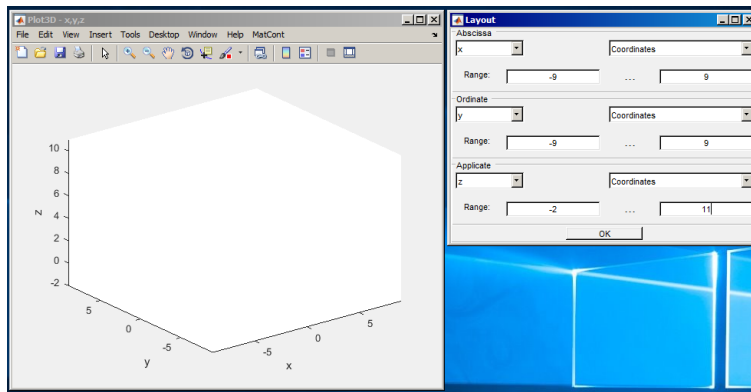 Plot3D - x,y,z
File Edit View Insert Tools Desktop Window Help MatCont
10
8
6
4
2
0
-2
z
5
0
-5
y
-5
0
5
x
Layout
Abscissa
x Coordinates
Range: -9 ... 9
Ordinate
y Coordinates
Range: -9 ... 9
Applicate
z Coordinates
Range: -2 ... 11
OK